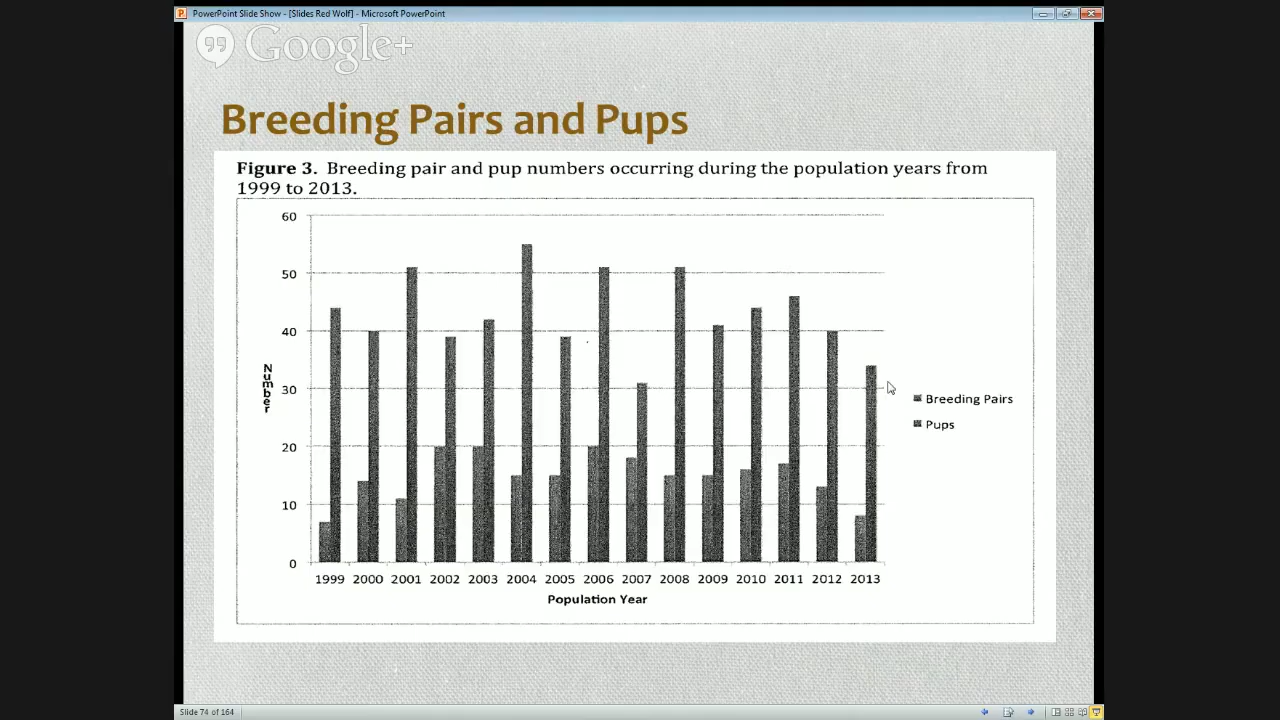 PowerPoint Slide Show - [Slides Red Wolf] - Microsoft PowerPoint
Google+
Breeding Pairs and Pups
Figure 3. Breeding pair and pup numbers occurring during the population years from
1999 to 2013.
60
50
40
30
20
10
0
Number
1999 2000 2001 2002 2003 2004 2005 2006 2007 2008 2009 2010 2011 2012 2013
Population Year
Breeding Pairs
Pups
Slide 74 of 164